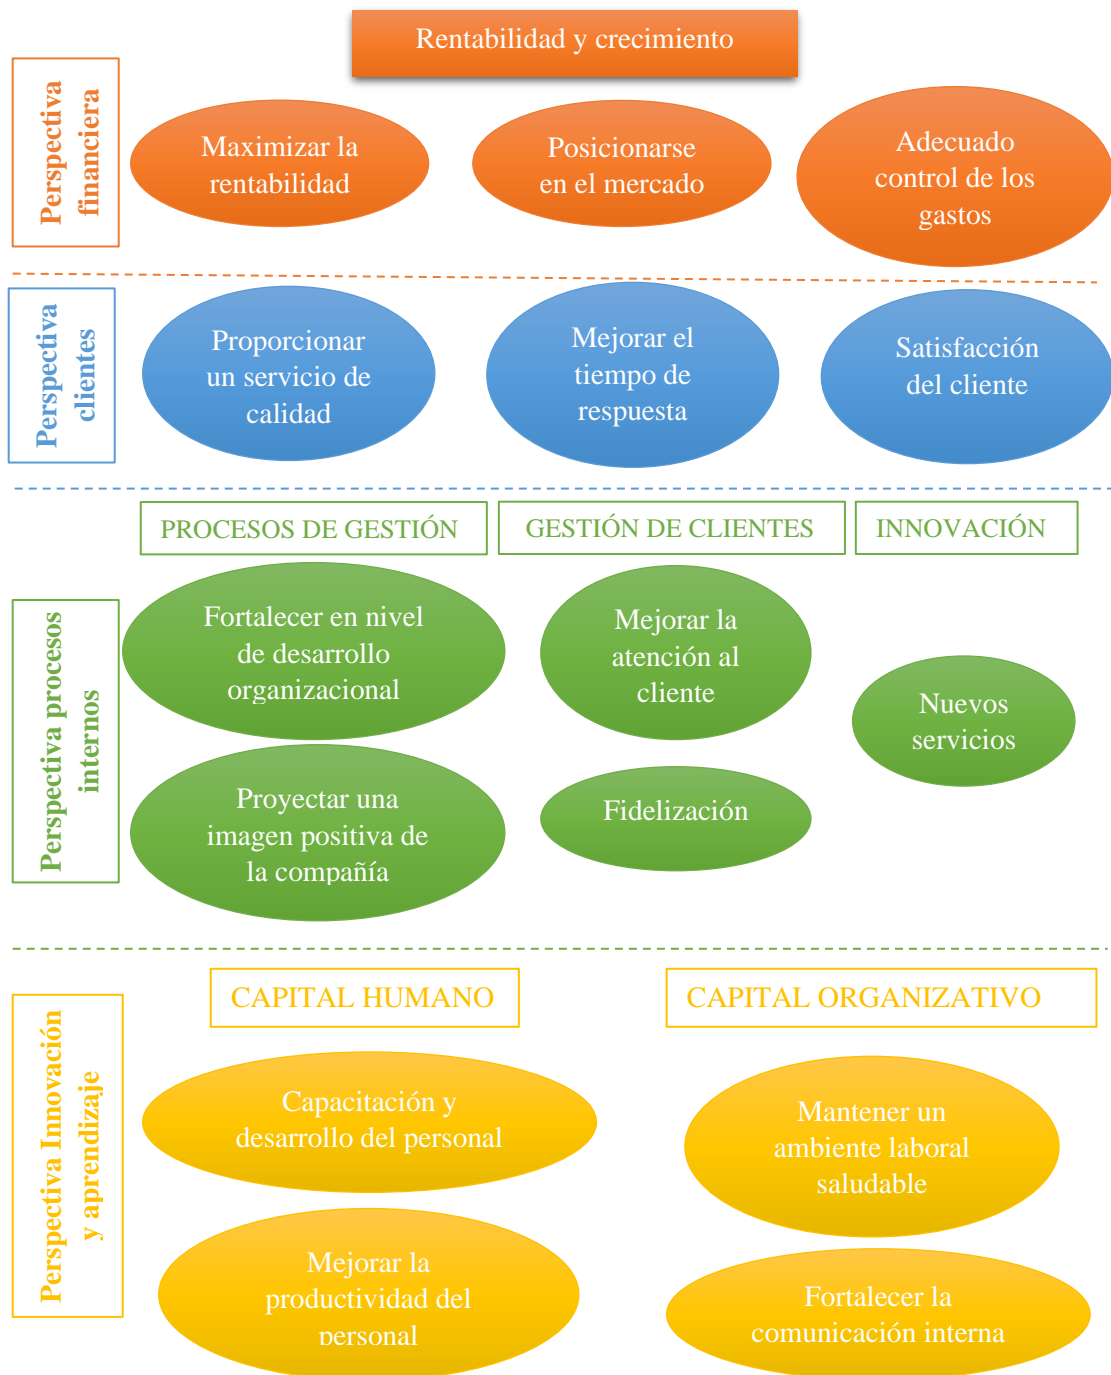 Rentabilidad y crecimiento
Perspectiva
financiera
Maximizar la
rentabilidad
Posicionarse
en el mercado
Adecuado
control de los
gastos
Perspectiva
clientes
Proporcionar
un servicio de
calidad
Mejorar el
tiempo de
respuesta
Satisfacción
del cliente
PROCESOS DE GESTIÓN
GESTIÓN DE CLIENTES
INNOVACIÓN
Perspectiva procesos
internos
Fortalecer en nivel
de desarrollo
organizacional
Mejorar la
atención al
cliente
Nuevos
servicios
Proyectar una
imagen positiva de
la compañía
Fidelización
CAPITAL HUMANO
CAPITAL ORGANIZATIVO
Perspectiva Innovación
y aprendizaje
Capacitación y
desarrollo del personal
Mantener un
ambiente laboral
saludable
Mejorar la
productividad del
personal
Fortalecer la
comunicación interna